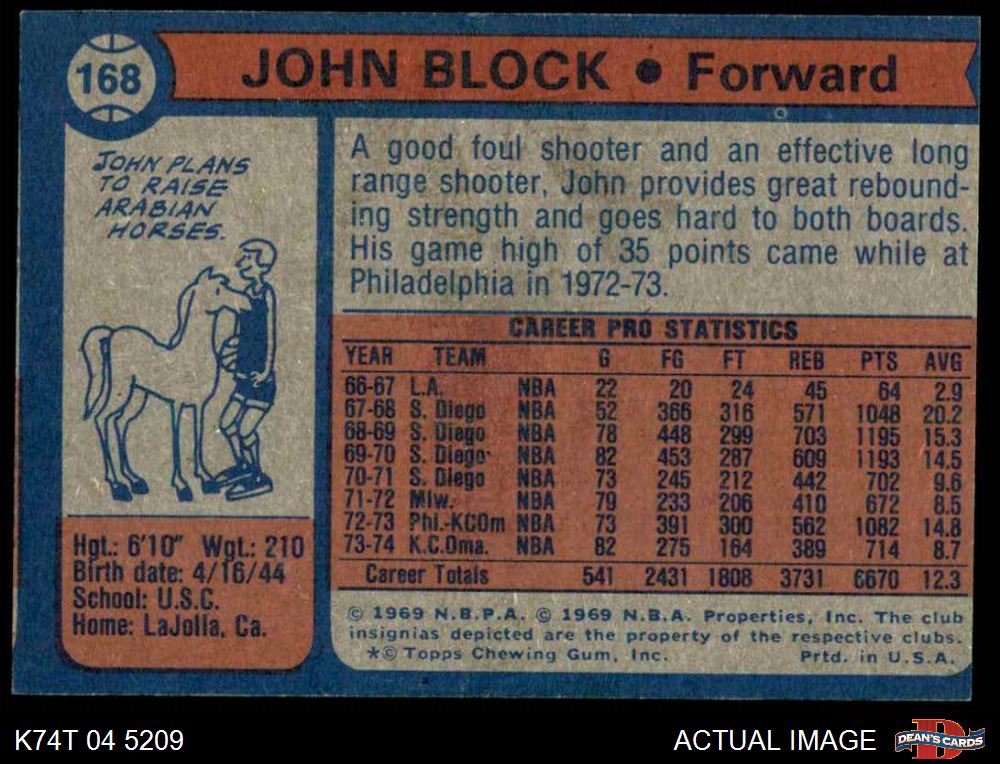 168
JOHN BLOCK • Forward
JOHN PLANS
TO RAISE
ARABIAN
HORSES.
A good foul shooter and an effective long
range shooter, John provides great rebound-
ing strength and goes hard to both boards.
His game high of 35 points came while at
Philadelphia in 1972-73.
CAREER PRO STATISTICS
YEAR TEAM G FG FT REB PTS AVG
66-67 L.A. NBA 22 20 24 45 64 2.9
67-68 S. Diego NBA 52 366 316 571 1048 20.2
68-69 S. Diego NBA 78 448 299 703 1195 15.3
69-70 S. Diego NBA 82 453 287 609 1193 14.5
70-71 S. Diego NBA 73 245 212 442 702 9.6
71-72 Mlw. NBA 79 233 206 410 672 8.5
72-73 Phi.-KCOm NBA 73 391 300 562 1082 14.8
73-74 K.C.Oma. NBA 82 275 164 389 714 8.7
Career Totals 541 2431 1808 3731 6670 12.3
Hgt.: 6'10" Wgt.: 210
Birth date: 4/16/44
School: U.S.C.
Home: LaJolla, Ca.
© 1969 N.B.P.A. © 1969 N.B.A. Properties, Inc. The club
insignias depicted are the property of the respective clubs.
*© Topps Chewing Gum, Inc. Prtd. in U.S.A.
K74T 04 5209
ACTUAL IMAGE
D
DEAN'S CARDS